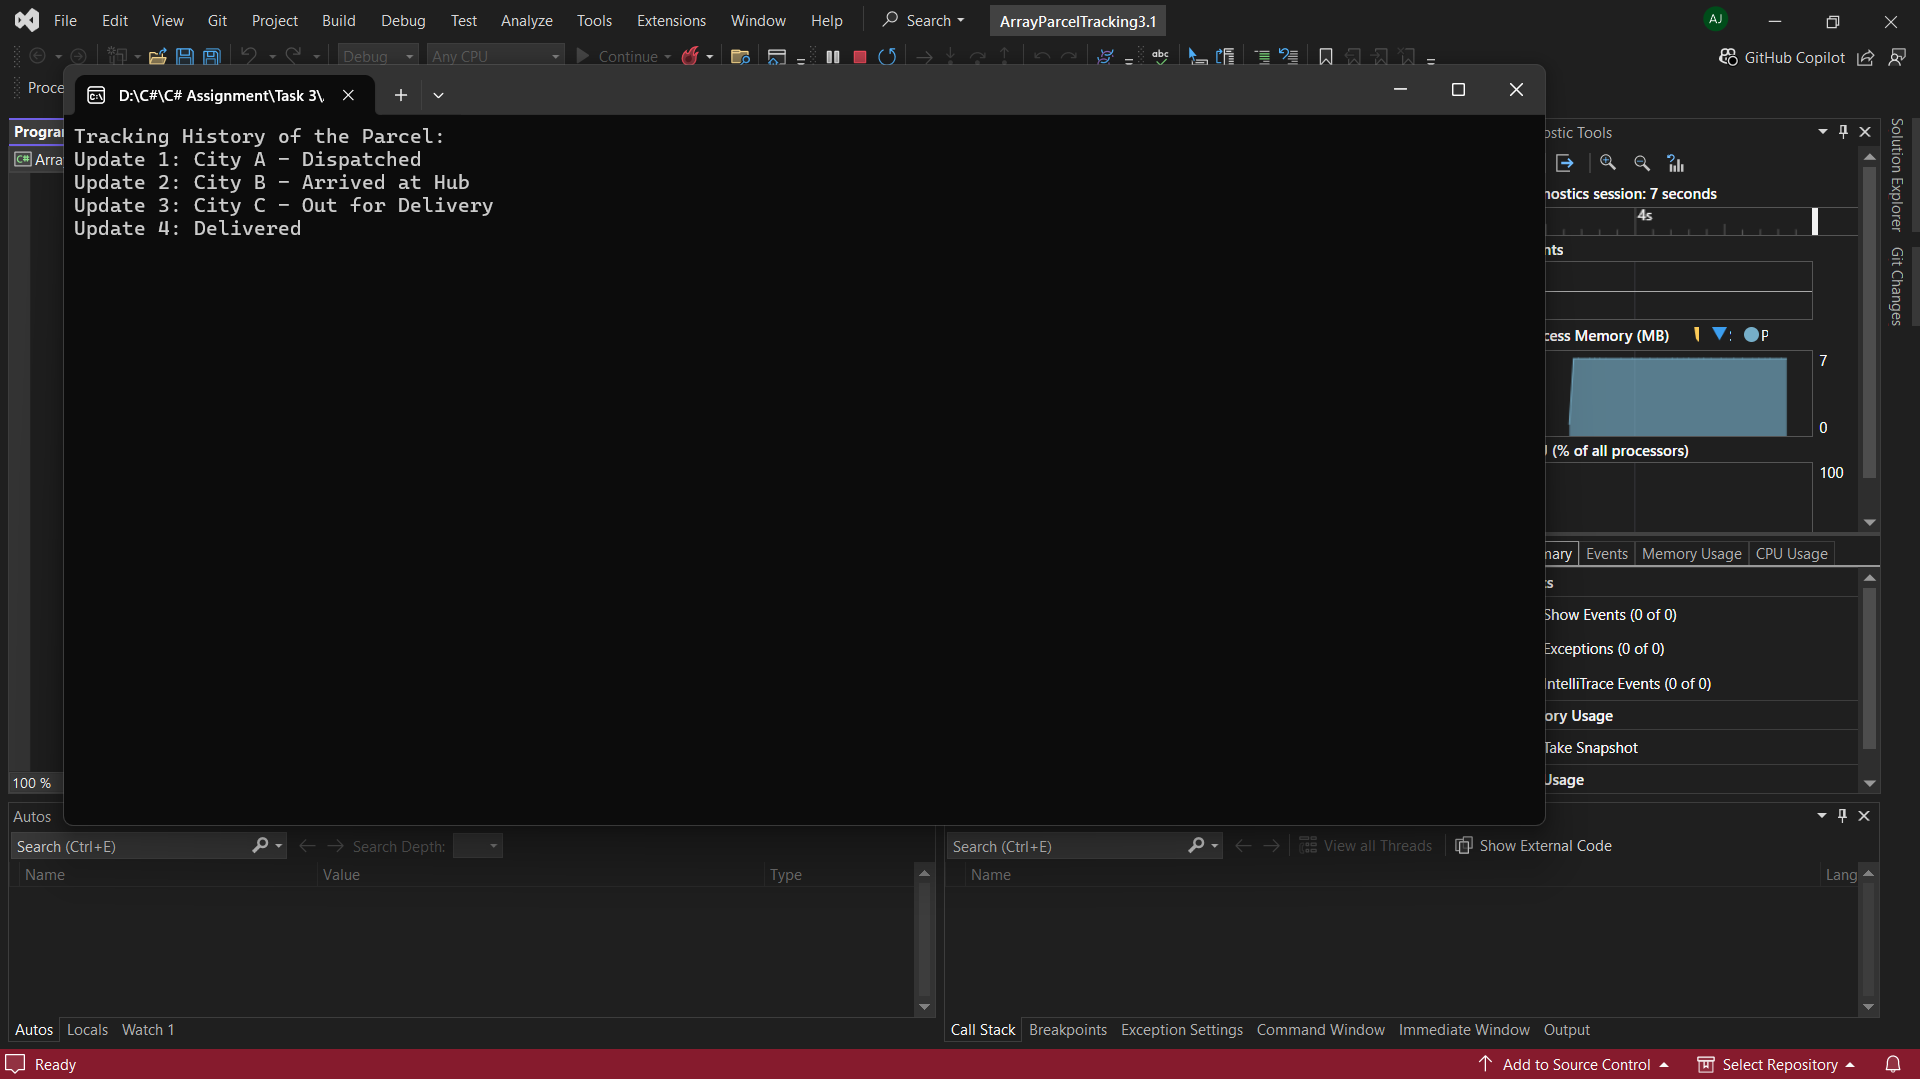 File Edit View Git Project Build Debug Test Analyze Tools Extensions Window Help Search ArrayParcelTracking3.1 AJ
Debug Any CPU Continue abc GitHub Copilot
Proce
D:\C#\C# Assignment\Task 3\.
Tracking History of the Parcel:
Update 1: City A - Dispatched
Update 2: City B - Arrived at Hub
Update 3: City C - Out for Delivery
Update 4: Delivered
Progra
C# Array
100 %
ostic Tools
nostics session: 7 seconds
4s
nts
cess Memory (MB) P
7
0
(% of all processors)
100
mary Events Memory Usage CPU Usage
ts
Show Events (0 of 0)
Exceptions (0 of 0)
IntelliTrace Events (0 of 0)
ory Usage
Take Snapshot
Usage
Solution Explorer
Git Changes
Autos
Search (Ctrl+E) Search Depth:
Name Value Type
Autos Locals Watch 1
Search (Ctrl+E) View all Threads Show External Code
Name Lang
Call Stack Breakpoints Exception Settings Command Window Immediate Window Output
Ready Add to Source Control Select Repository